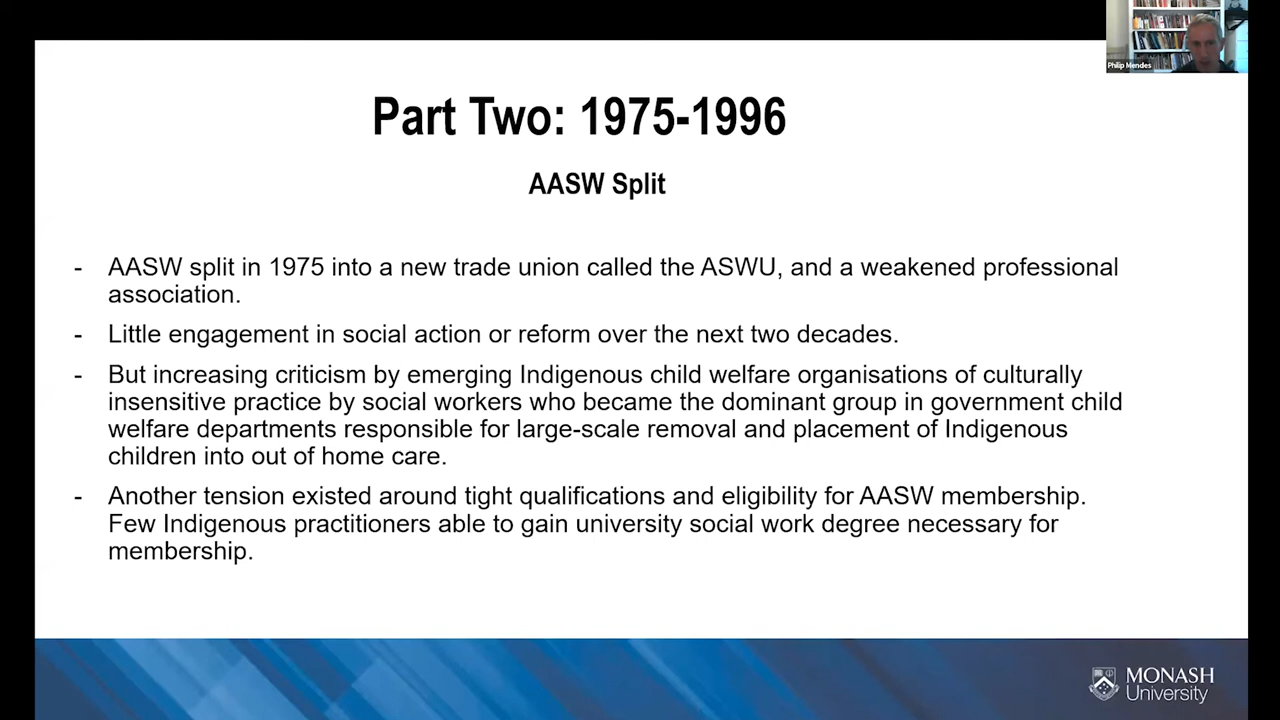 Philip Mendes
Part Two: 1975-1996
AASW Split
- AASW split in 1975 into a new trade union called the ASWU, and a weakened professional
association.
- Little engagement in social action or reform over the next two decades.
- But increasing criticism by emerging Indigenous child welfare organisations of culturally
insensitive practice by social workers who became the dominant group in government child
welfare departments responsible for large-scale removal and placement of Indigenous
children into out of home care.
- Another tension existed around tight qualifications and eligibility for AASW membership.
Few Indigenous practitioners able to gain university social work degree necessary for
membership.
MONASH
University